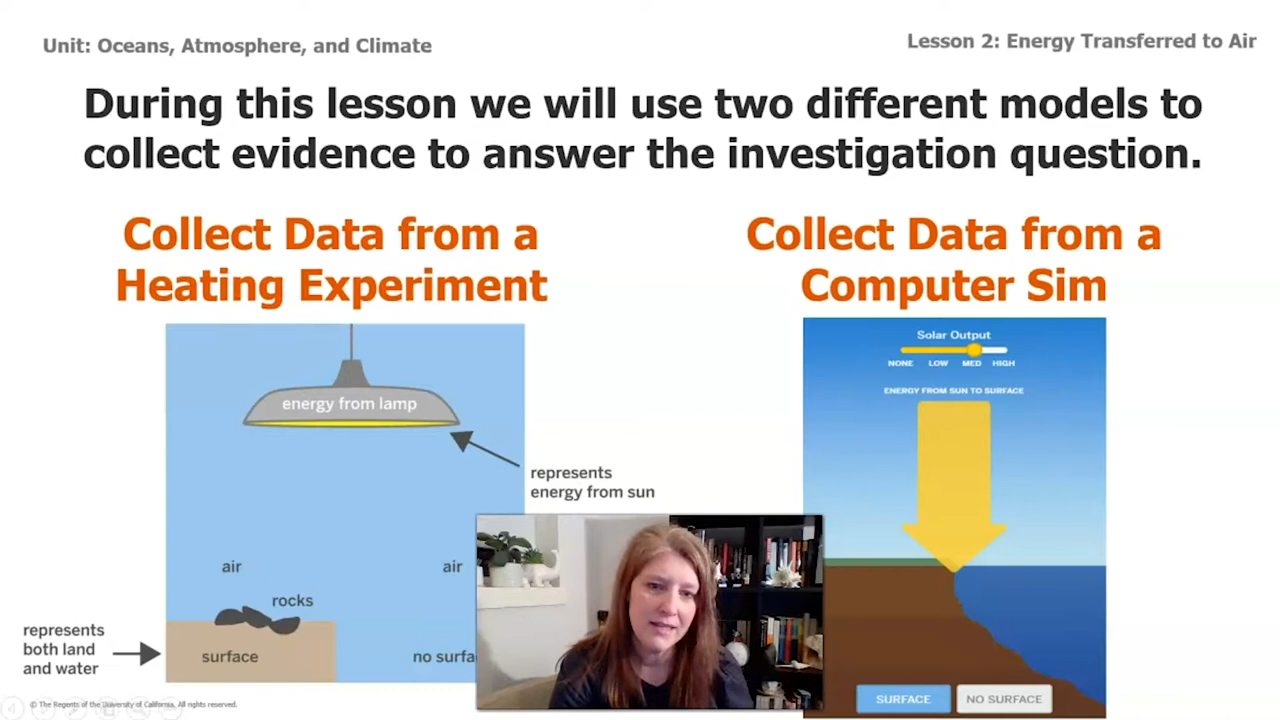 Unit: Oceans, Atmosphere, and Climate
Lesson 2: Energy Transferred to Air
During this lesson we will use two different models to
collect evidence to answer the investigation question.
Collect Data from a
Heating Experiment
energy from lamp
represents
energy from sun
air
air
rocks
represents
both land
and water
surface
no surfa
Collect Data from a
Computer Sim
Solar Output
NONE LOW MED HIGH
ENERGY FROM SUN TO SURFACE
SURFACE
NO SURFACE
© The Regents of the University of California. All rights reserved.